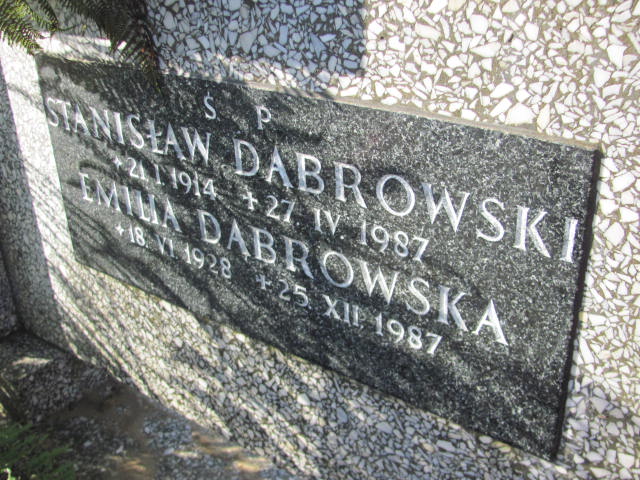 Ś P
STANISŁAW DĄBROWSKI
*21.I.1914 +27.IV.1987
EMILIA DĄBROWSKA
*18.VI.1928 +25.XII.1987